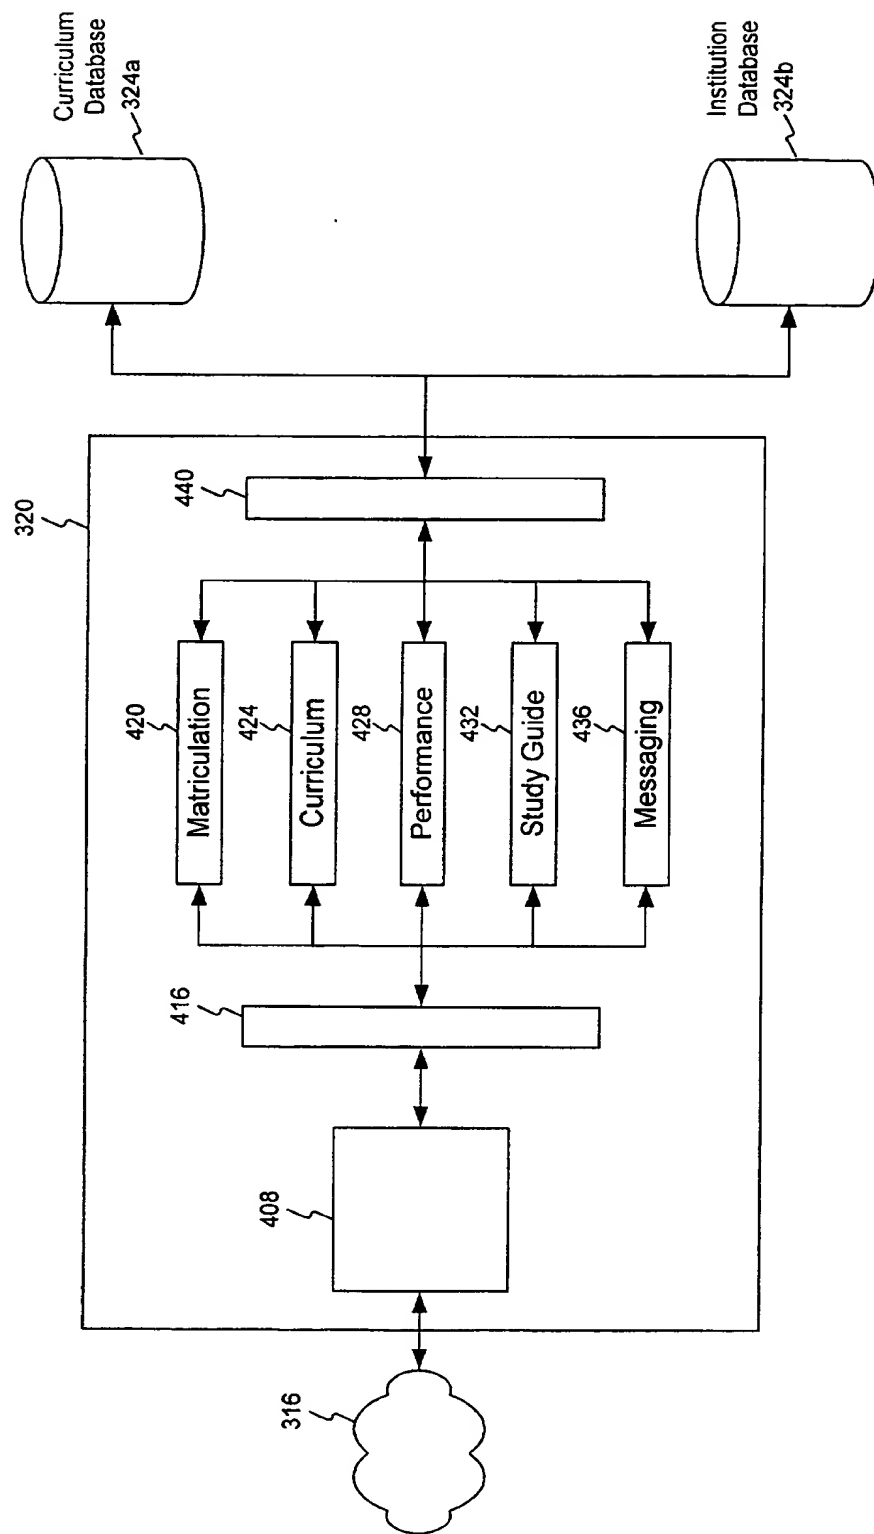 316
320
408
416
420
Matriculation
424
Curriculum
428
Performance
432
Study Guide
436
Messaging
440
Curriculum
Database
324a
Institution
Database
324b